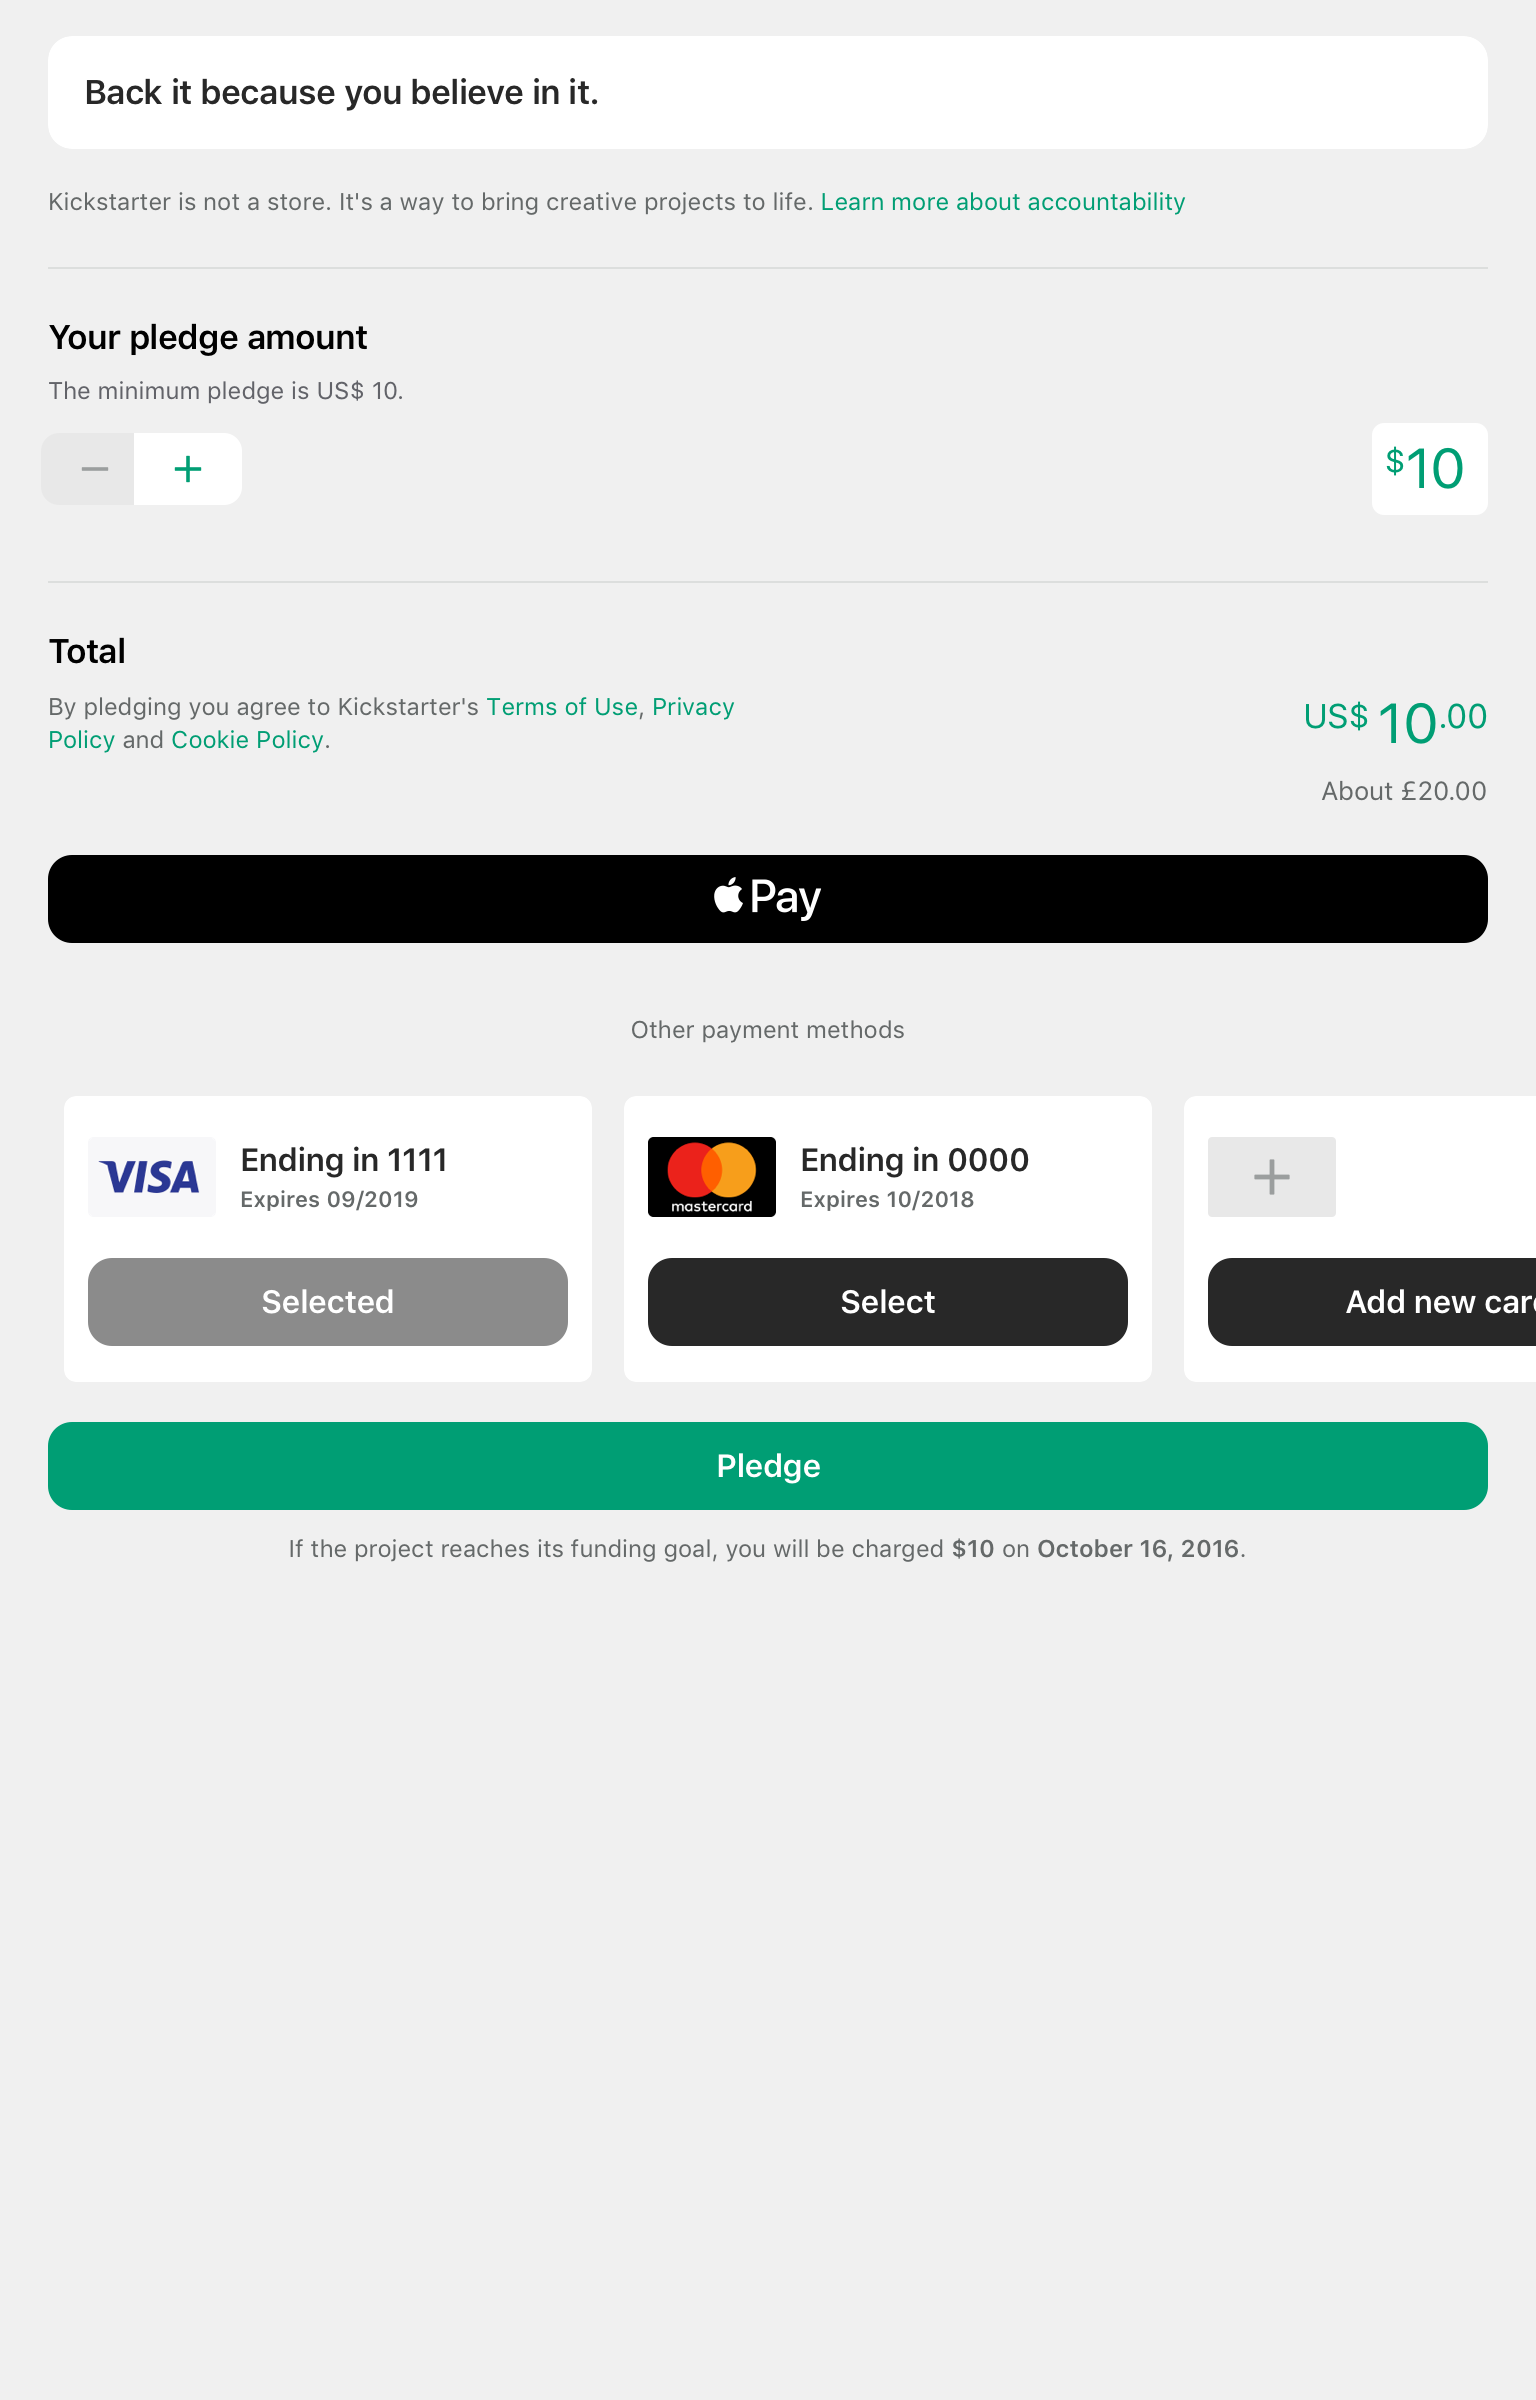 Back it because you believe in it.
Kickstarter is not a store. It's a way to bring creative projects to life. Learn more about accountability
Your pledge amount
The minimum pledge is US$ 10.
$10
Total
By pledging you agree to Kickstarter's Terms of Use, Privacy
Policy and Cookie Policy.
US$ 10.00
About £20.00
Pay
Other payment methods
VISA
Ending in 1111
Expires 09/2019
Selected
mastercard
Ending in 0000
Expires 10/2018
Select
Add new car
Pledge
If the project reaches its funding goal, you will be charged $10 on October 16, 2016.